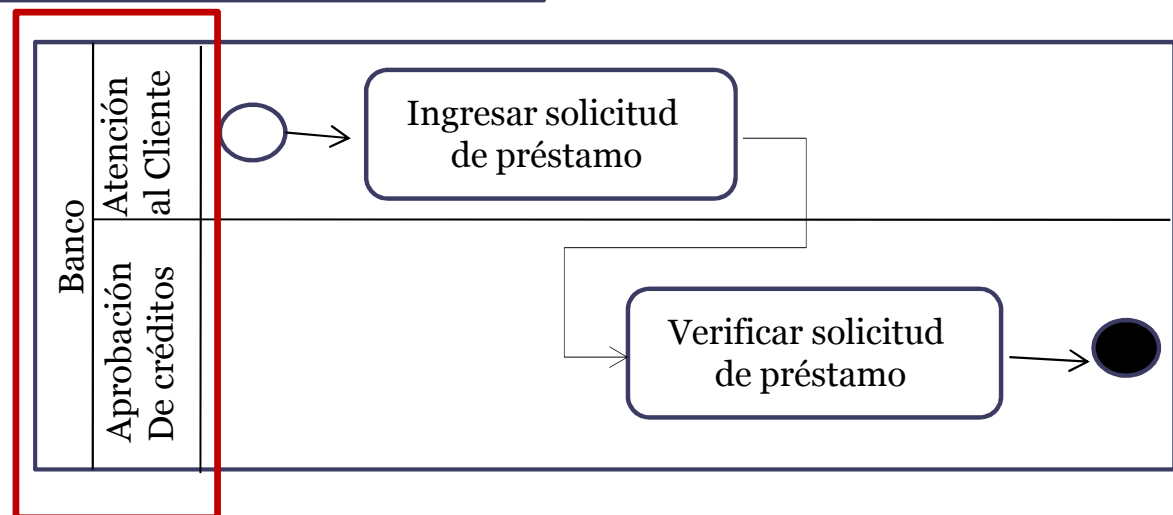 Banco
Atención
al Cliente
Aprobación
De créditos
Ingresar solicitud
de préstamo
Verificar solicitud
de préstamo